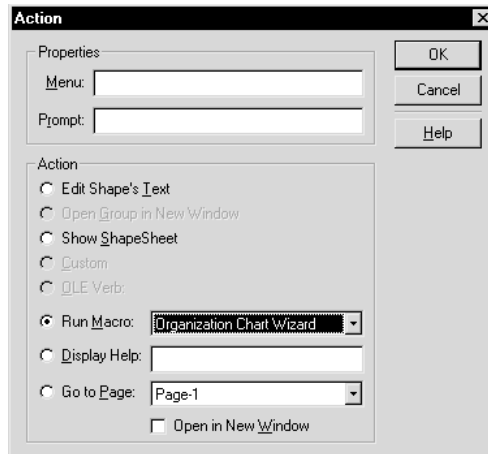 Action
Properties
Menu:
Prompt:
OK
Cancel
Help
Action
Edit Shape's Text
Open Group in New Window
Show ShapeSheet
Custom
OLE Verb:
Run Macro: Organization Chart Wizard
Display Help:
Go to Page: Page-1
Open in New Window